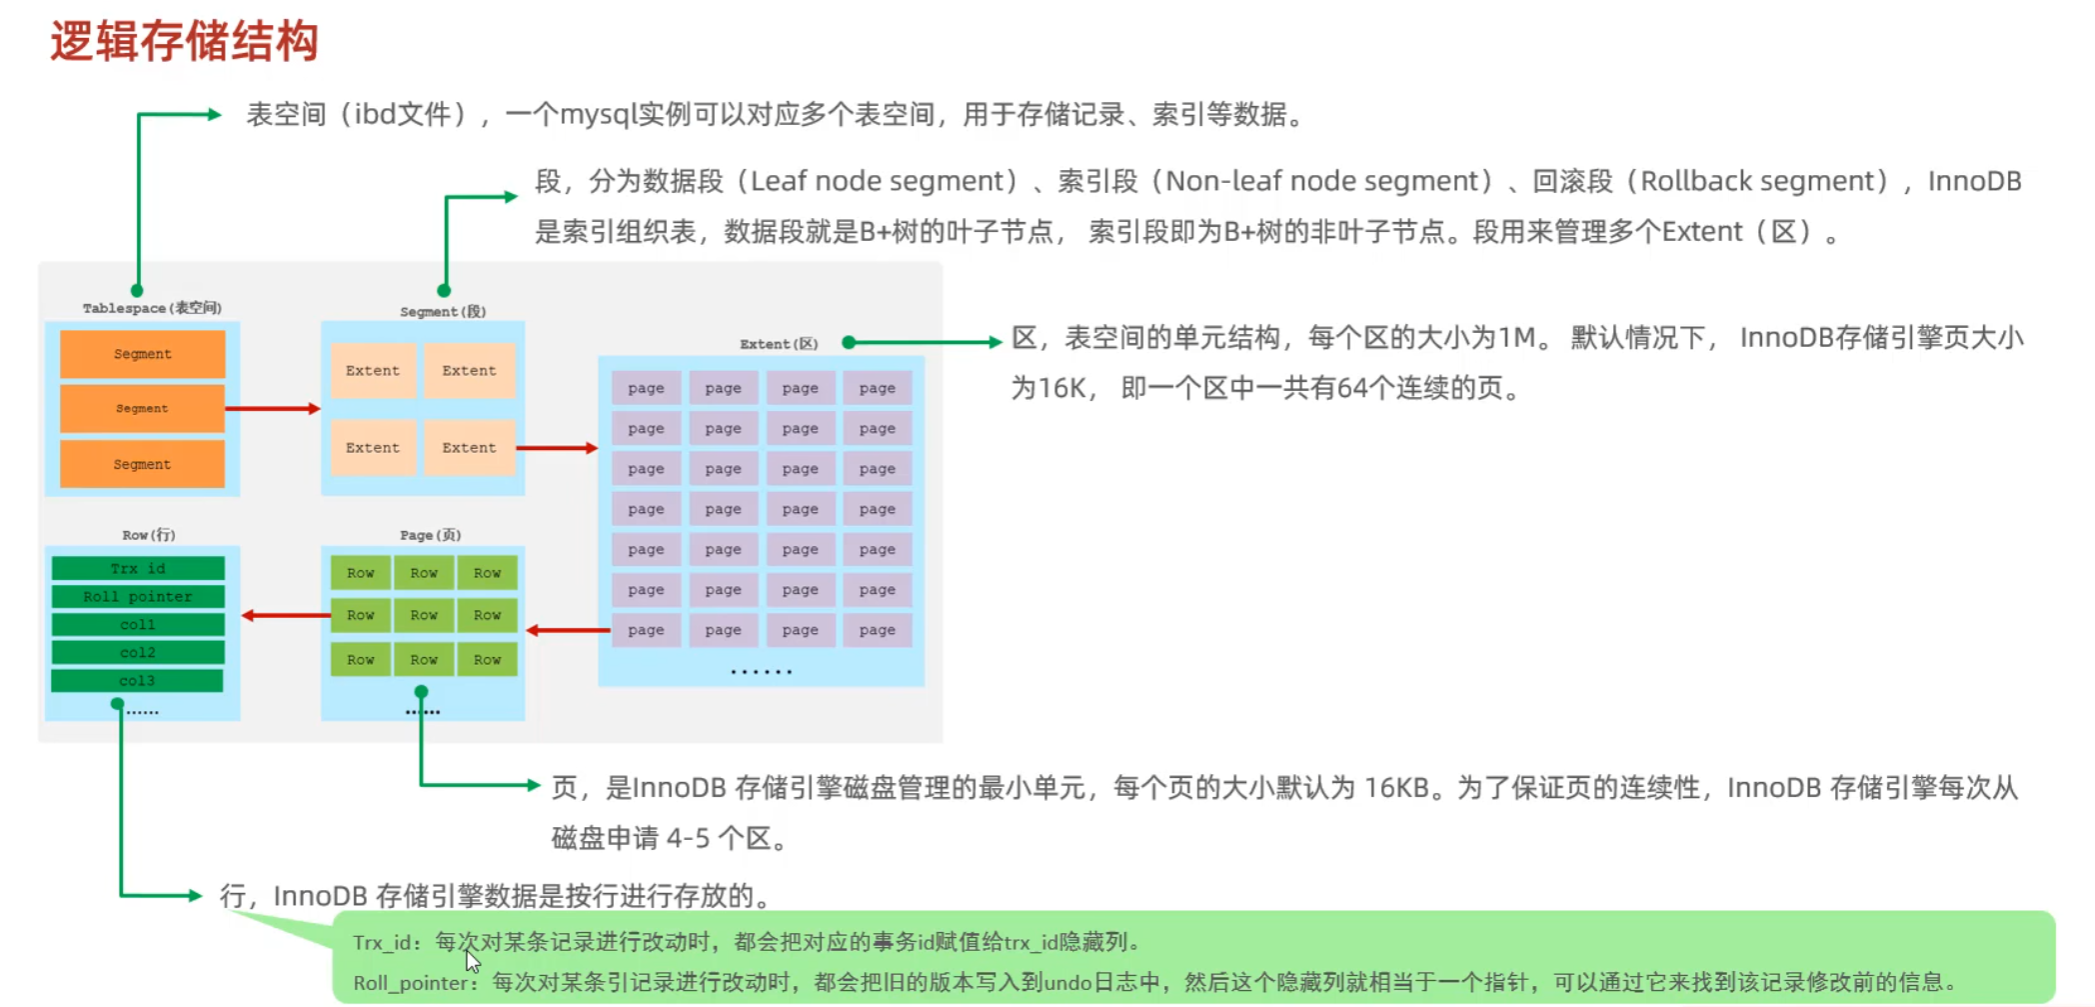 逻辑存储结构
表空间（ibd文件），一个mysql实例可以对应多个表空间，用于存储记录、索引等数据。
段，分为数据段（Leaf node segment）、索引段（Non-leaf node segment）、回滚段（Rollback segment），InnoDB
是索引组织表，数据段就是B+树的叶子节点， 索引段即为B+树的非叶子节点。段用来管理多个Extent（区）。
Tablespace(表空间)
Segment
Segment
Segment
Segment(段)
Extent Extent
Extent Extent
Extent(区)
page page page page
page page page page
page page page page
page page page page
page page page page
page page page page
page page page page
......
区，表空间的单元结构，每个区的大小为1M。 默认情况下， InnoDB存储引擎页大小
为16K， 即一个区中一共有64个连续的页。
Row(行)
Trx id
Roll pointer
col1
col2
col3
......
Page(页)
Row Row Row
Row Row Row
Row Row Row
......
页，是InnoDB 存储引擎磁盘管理的最小单元，每个页的大小默认为 16KB。为了保证页的连续性，InnoDB 存储引擎每次从
磁盘申请 4-5 个区。
行，InnoDB 存储引擎数据是按行进行存放的。
Trx_id：每次对某条记录进行改动时，都会把对应的事务id赋值给trx_id隐藏列。
Roll_pointer：每次对某条引记录进行改动时，都会把旧的版本写入到undo日志中，然后这个隐藏列就相当于一个指针，可以通过它来找到该记录修改前的信息。